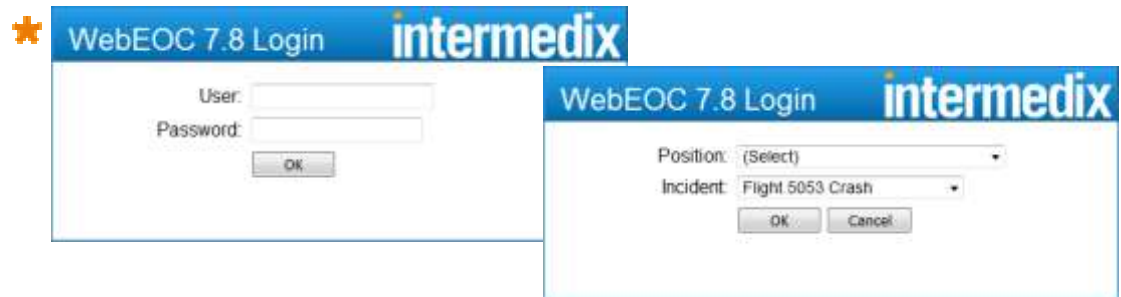 WebEOC 7.8 Login intermedix
User:
Password:
OK
WebEOC 7.8 Login intermedix
Position: (Select)
Incident: Flight 5053 Crash
OK Cancel